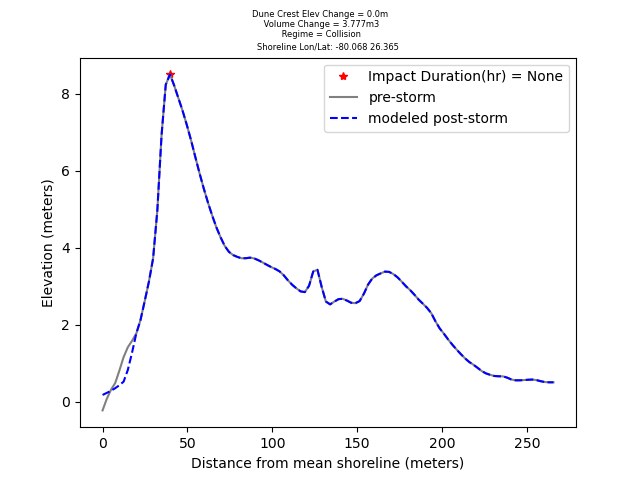 Dune Crest Elev Change = 0.0m
Volume Change = 3.777m3
Regime = Collision
Shoreline Lon/Lat: -80.068 26.365
Impact Duration(hr) = None
pre-storm
modeled post-storm
8
6
4
2
0
Elevation (meters)
0 50 100 150 200 250
Distance from mean shoreline (meters)